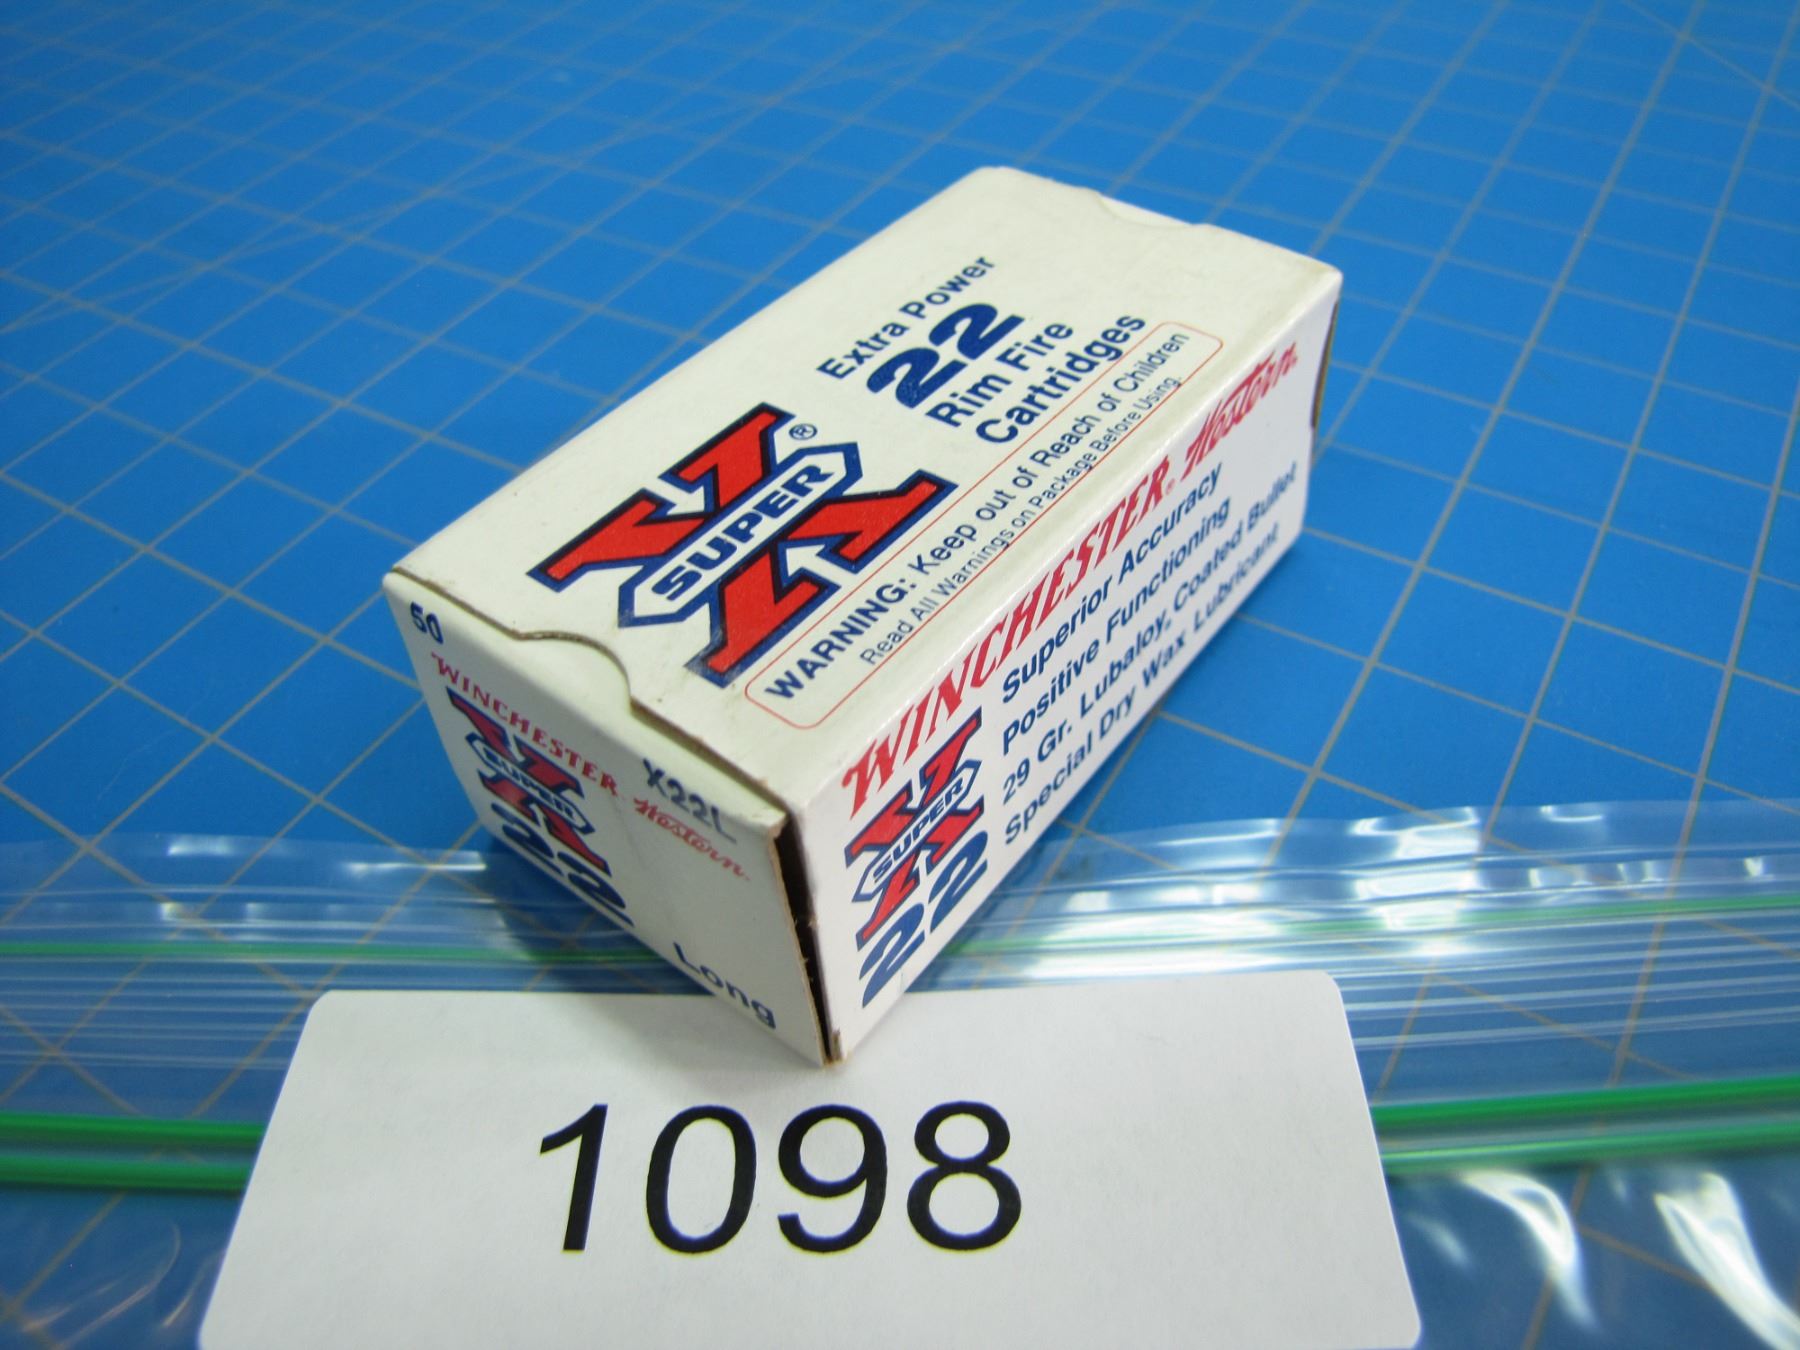 Extra Power
22
Rim Fire
Cartridges
SUPER X®
WARNING: Keep out of Reach of Children
Read All Warnings on Package Before Using.
WINCHESTER® Western
SUPER X
22
Superior Accuracy
Positive Functioning
29 Gr. Lubaloy, Coated Bullet
Special Dry Wax Lubricant
50
X22L
WINCHESTER Western
SUPER X
22
Long
1098